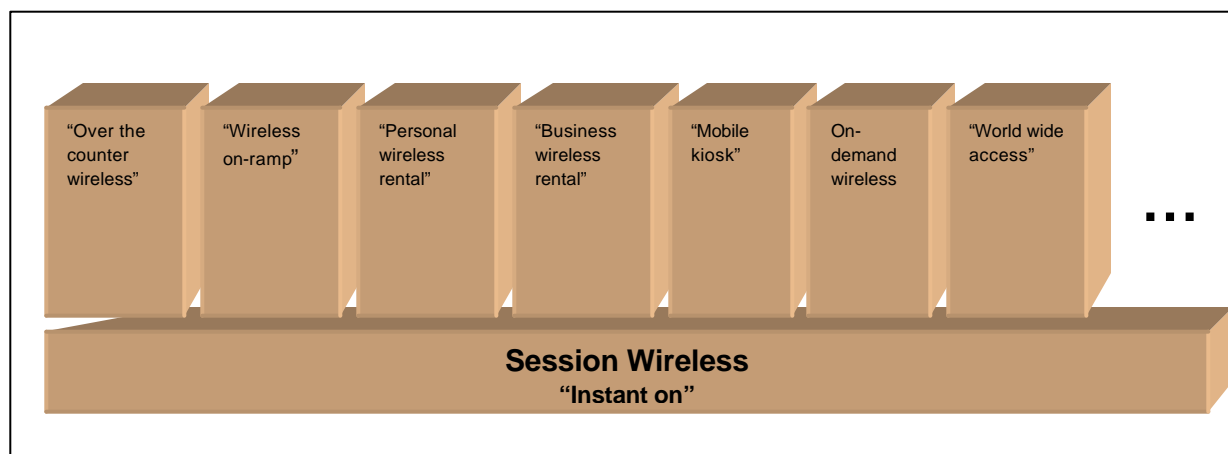 “Over the
counter
wireless”
“Wireless
on-ramp”
“Personal
wireless
rental”
“Business
wireless
rental”
“Mobile
kiosk”
On-
demand
wireless
“World wide
access”
…
Session Wireless
“Instant on”